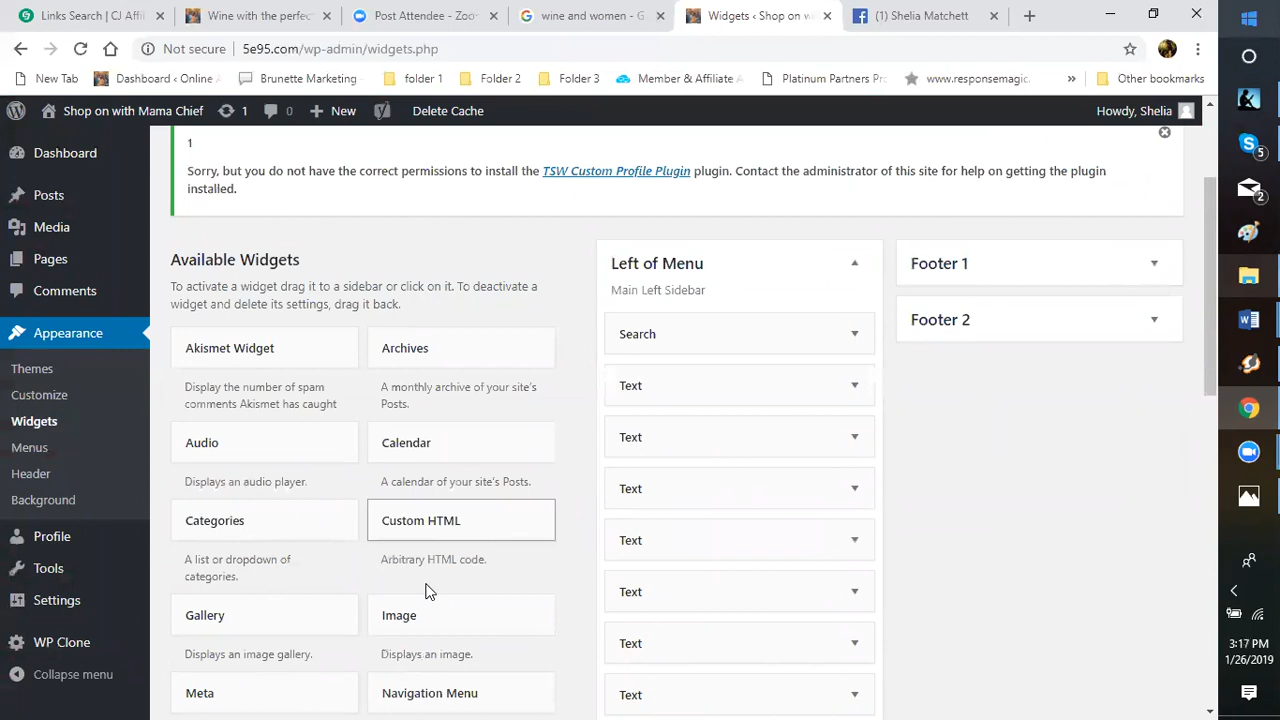 Links Search | CJ Affi
Wine with the perfec
Post Attendee - Zoo
wine and women - G
Widgets ‹ Shop on w
(1) Shelia Matchett
Not secure
5e95.com/wp-admin/widgets.php
New Tab
Dashboard ‹ Online
Brunette Marketing
folder 1
Folder 2
Folder 3
Member & Affiliate
Platinum Partners Pr
www.responsemagic.
»
Other bookmarks
Shop on with Mama Chief
1
0
New
Delete Cache
Howdy, Shelia
Dashboard
Posts
Media
Pages
Comments
Appearance
Themes
Customize
Widgets
Menus
Header
Background
Profile
Tools
Settings
WP Clone
Collapse menu
1
Sorry, but you do not have the correct permissions to install the TSW Custom Profile Plugin plugin. Contact the administrator of this site for help on getting the plugin
installed.
Available Widgets
To activate a widget drag it to a sidebar or click on it. To deactivate a
widget and delete its settings, drag it back.
Akismet Widget
Display the number of spam
comments Akismet has caught
Archives
A monthly archive of your site's
Posts.
Audio
Displays an audio player.
Calendar
A calendar of your site's Posts.
Categories
A list or dropdown of
categories.
Custom HTML
Arbitrary HTML code.
Gallery
Displays an image gallery.
Image
Displays an image.
Meta
Navigation Menu
Left of Menu
Main Left Sidebar
Search
Text
Text
Text
Text
Text
Text
Text
Footer 1
Footer 2
5
2
3:17 PM
1/26/2019